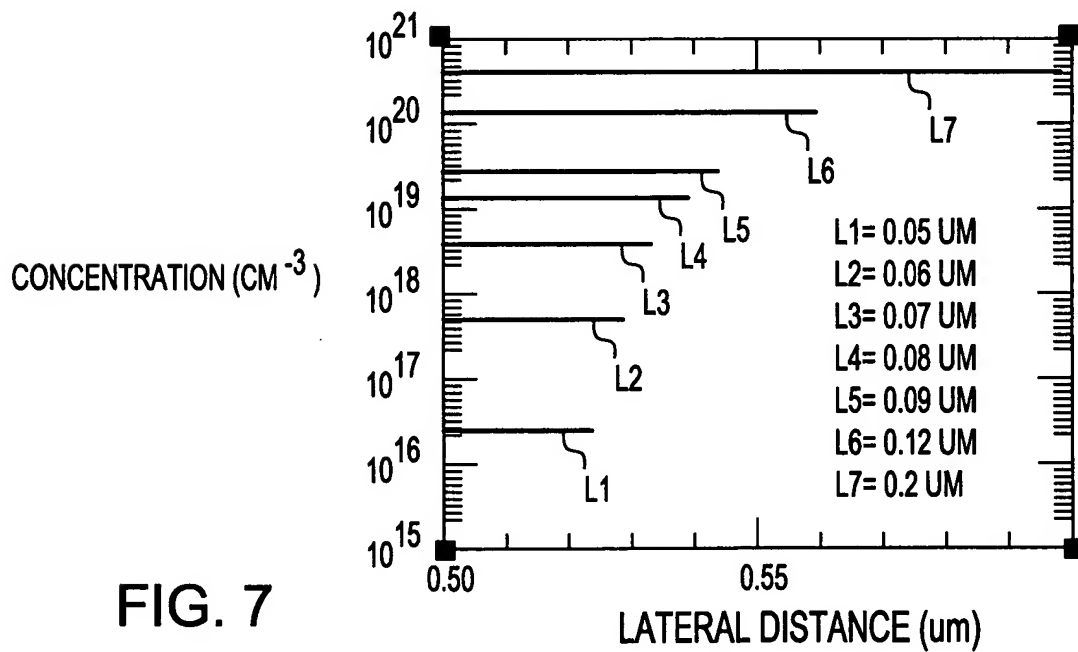 10^21
10^20
10^19
10^18
10^17
10^16
10^15
CONCENTRATION (CM^-3)
L7
L6
L5
L4
L3
L2
L1
L1= 0.05 UM
L2= 0.06 UM
L3= 0.07 UM
L4= 0.08 UM
L5= 0.09 UM
L6= 0.12 UM
L7= 0.2 UM
0.50
0.55
LATERAL DISTANCE (um)
FIG. 7